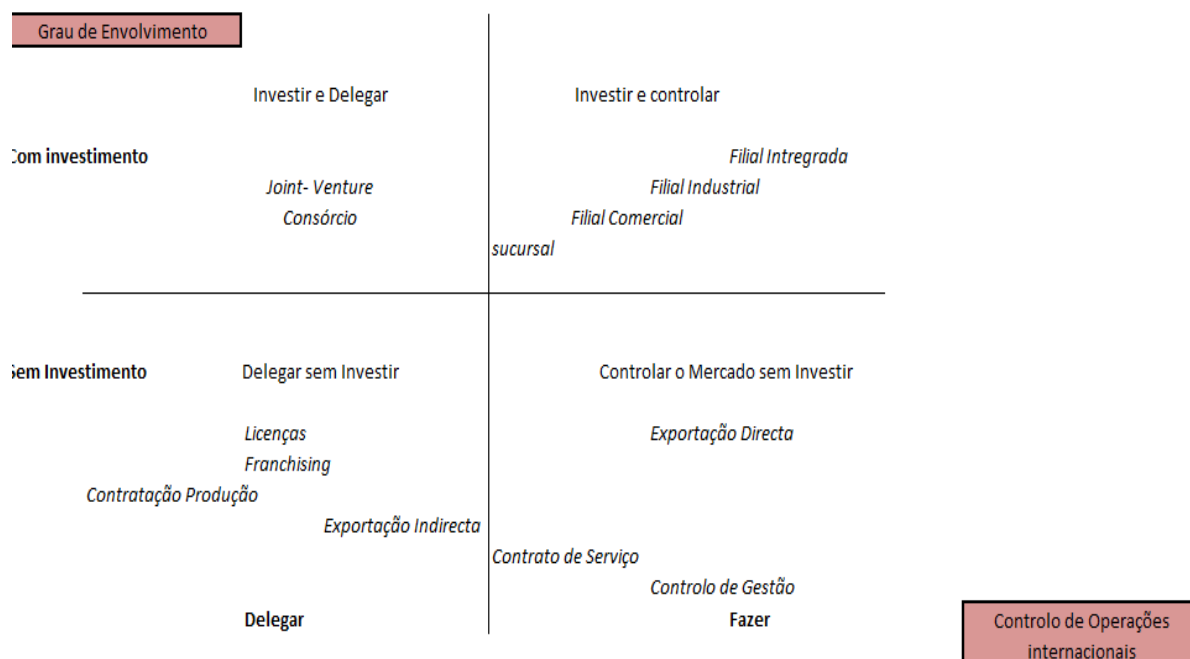 Grau de Envolvimento
Investir e Delegar
Investir e controlar
Com investimento
Filial Intregrada
Joint- Venture
Filial Industrial
Consórcio
Filial Comercial
sucursal
Sem Investimento
Delegar sem Investir
Controlar o Mercado sem Investir
Licenças
Exportação Directa
Franchising
Contratação Produção
Exportação Indirecta
Contrato de Serviço
Controlo de Gestão
Delegar
Fazer
Controlo de Operações
internacionais